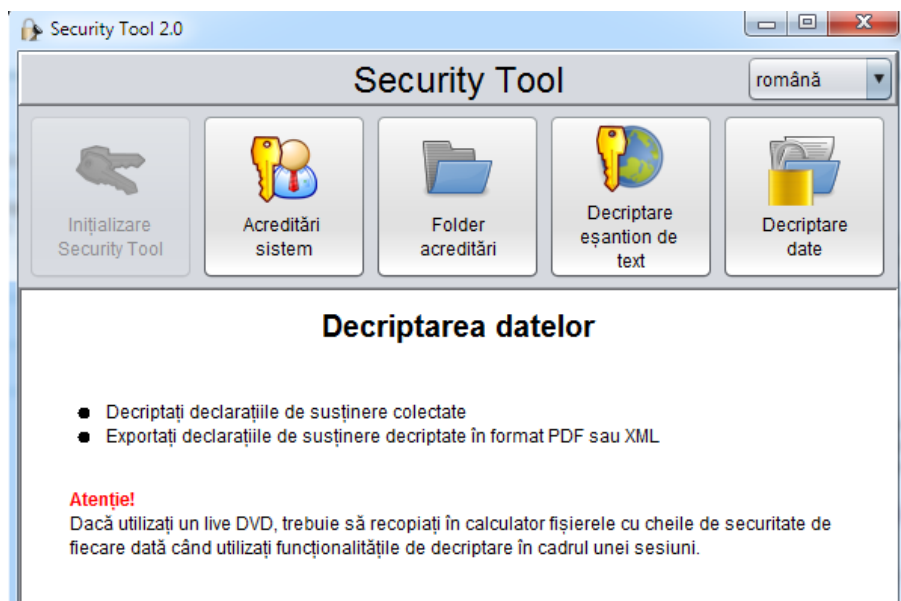 Security Tool 2.0
Security Tool
română
Inițializare
Security Tool
Acreditări
sistem
Folder
acreditări
Decriptare
eșantion de
text
Decriptare
date
Decriptarea datelor
Decriptați declarațiile de susținere colectate
Exportați declarațiile de susținere decriptate în format PDF sau XML
Atenție!
Dacă utilizați un live DVD, trebuie să recopiați în calculator fișierele cu cheile de securitate de
fiecare dată când utilizați funcționalitățile de decriptare în cadrul unei sesiuni.